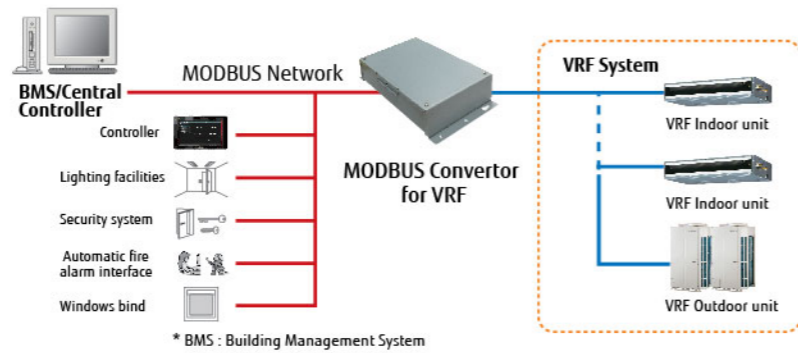 MODBUS Network
BMS/Central
Controller
Controller
Lighting facilities
Security system
Automatic fire
alarm interface
Windows bind
* BMS : Building Management System
MODBUS Convertor
for VRF
VRF System
VRF Indoor unit
VRF Indoor unit
VRF Outdoor unit